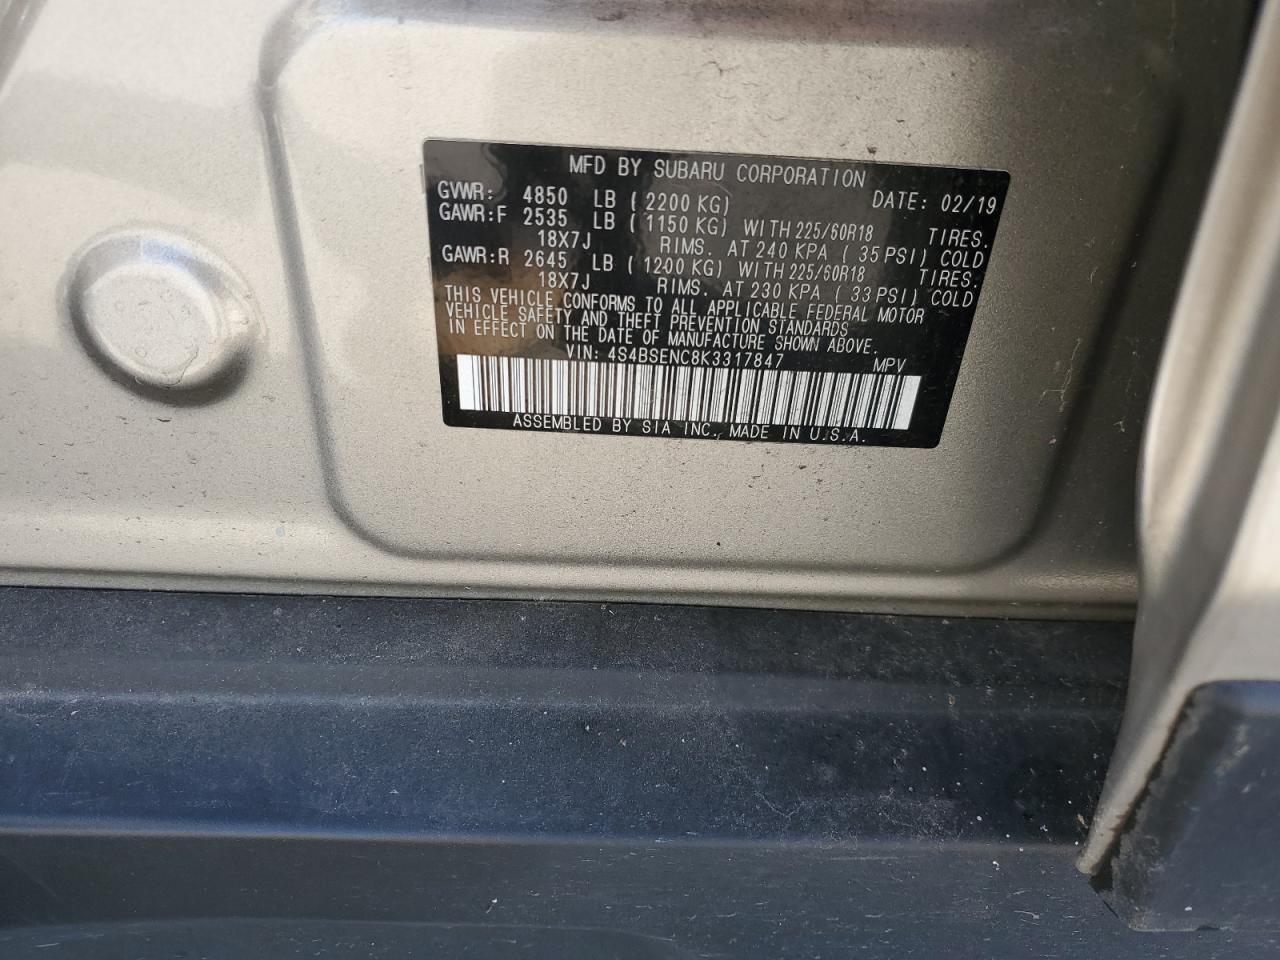 MFD BY SUBARU CORPORATION
GVWR: 4850 LB ( 2200 KG) DATE: 02/19
GAWR:F 2535 LB ( 1150 KG) WITH 225/60R18 TIRES.
18X7J RIMS. AT 240 KPA ( 35 PSI) COLD
GAWR:R 2645 LB ( 1200 KG) WITH 225/60R18 TIRES.
18X7J RIMS. AT 230 KPA ( 33 PSI) COLD
THIS VEHICLE CONFORMS TO ALL APPLICABLE FEDERAL MOTOR
VEHICLE SAFETY AND THEFT PREVENTION STANDARDS
IN EFFECT ON THE DATE OF MANUFACTURE SHOWN ABOVE.
VIN: 4S4BSENC8K3317847 MPV
ASSEMBLED BY SIA INC., MADE IN U.S.A.